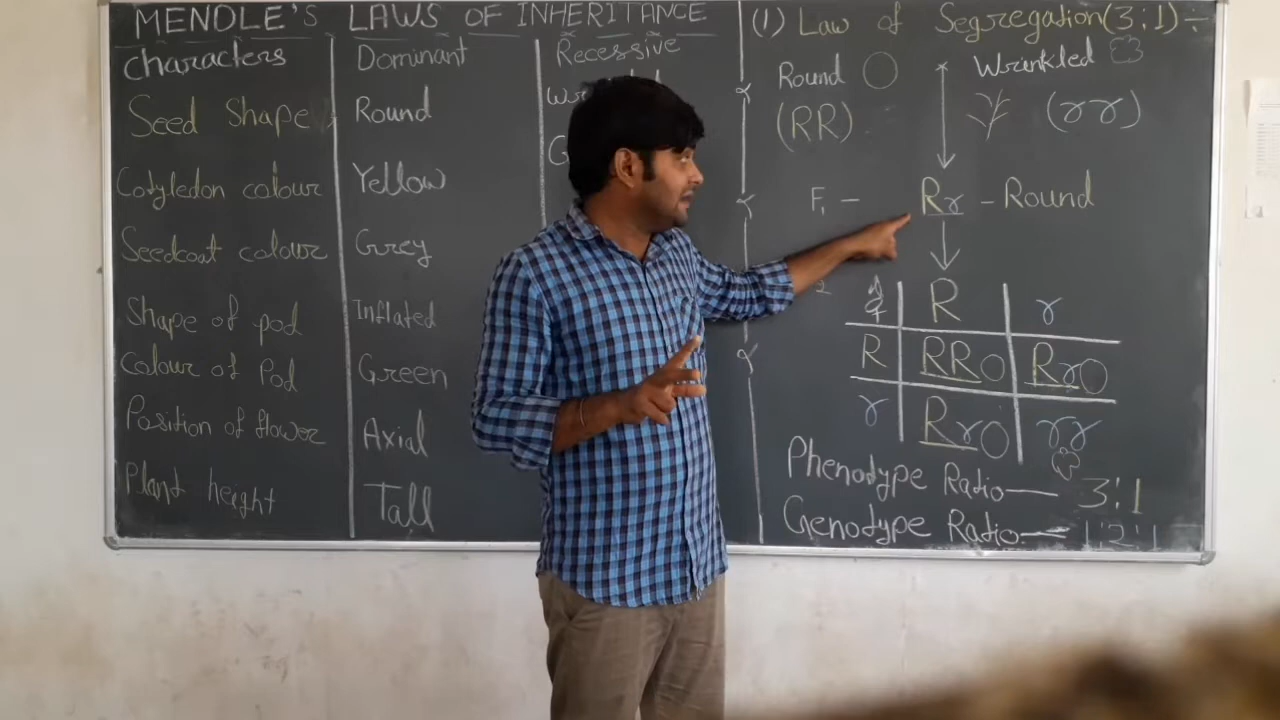 MENDLE'S LAWS OF INHERITANCE
Characters Dominant Recessive
Seed Shape Round
Cotyledon colour Yellow
Seedcoat colour Grey
Shape of pod Inflated
Colour of Pod Green
Position of flower Axial
Plant height Tall
(1) Law of Segregation (3:1) ÷
Round Wrinkled
(RR) (rr)
F1 - Rr - Round
2
R r
R RR Rr
r Rr rr
Phenotype Ratio — 3:1
Genotype Ratio — 1:2:1